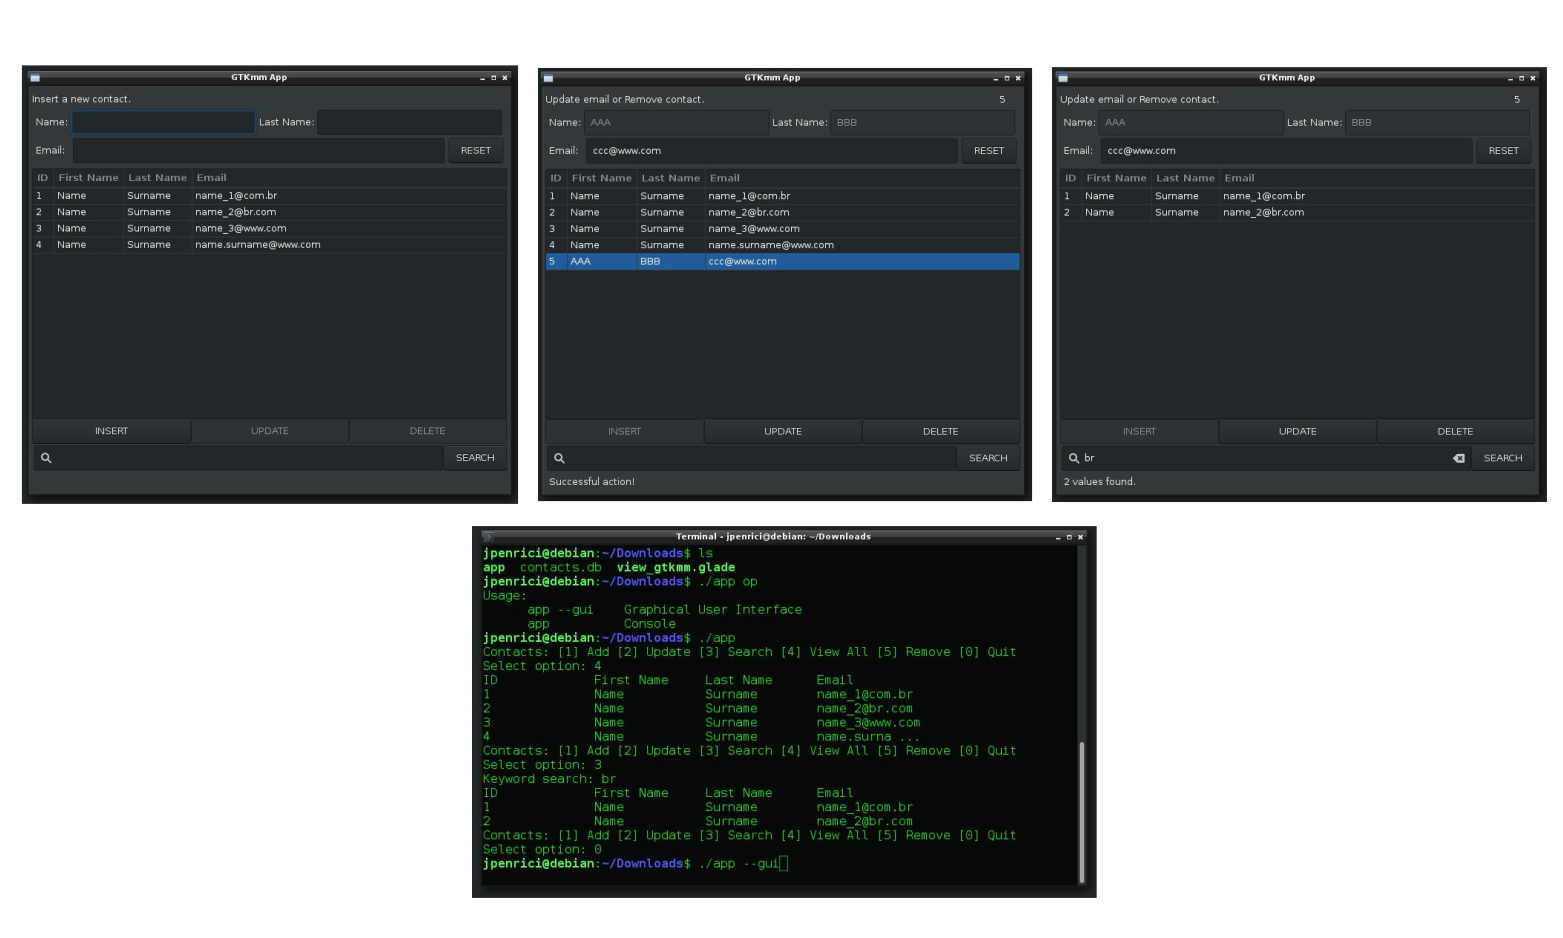 GTKmm App
Insert a new contact.
Name: Last Name:
Email: RESET
ID First Name Last Name Email
1 Name Surname name_1@com.br
2 Name Surname name_2@br.com
3 Name Surname name_3@www.com
4 Name Surname name.surname@www.com
INSERT UPDATE DELETE
SEARCH
GTKmm App
Update email or Remove contact. 5
Name: AAA Last Name: BBB
Email: ccc@www.com RESET
ID First Name Last Name Email
1 Name Surname name_1@com.br
2 Name Surname name_2@br.com
3 Name Surname name_3@www.com
4 Name Surname name.surname@www.com
5 AAA BBB ccc@www.com
INSERT UPDATE DELETE
SEARCH
Successful action!
GTKmm App
Update email or Remove contact. 5
Name: AAA Last Name: BBB
Email: ccc@www.com RESET
ID First Name Last Name Email
1 Name Surname name_1@com.br
2 Name Surname name_2@br.com
INSERT UPDATE DELETE
br SEARCH
2 values found.
Terminal - jpenrici@debian: ~/Downloads
jpenrici@debian:~/Downloads$ ls
app contacts.db view_gtkmm.glade
jpenrici@debian:~/Downloads$ ./app op
Usage:
app --gui Graphical User Interface
app Console
jpenrici@debian:~/Downloads$ ./app
Contacts: [1] Add [2] Update [3] Search [4] View All [5] Remove [0] Quit
Select option: 4
ID First Name Last Name Email
1 Name Surname name_1@com.br
2 Name Surname name_2@br.com
3 Name Surname name_3@www.com
4 Name Surname name.surna ...
Contacts: [1] Add [2] Update [3] Search [4] View All [5] Remove [0] Quit
Select option: 3
Keyword search: br
ID First Name Last Name Email
1 Name Surname name_1@com.br
2 Name Surname name_2@br.com
Contacts: [1] Add [2] Update [3] Search [4] View All [5] Remove [0] Quit
Select option: 0
jpenrici@debian:~/Downloads$ ./app --gui